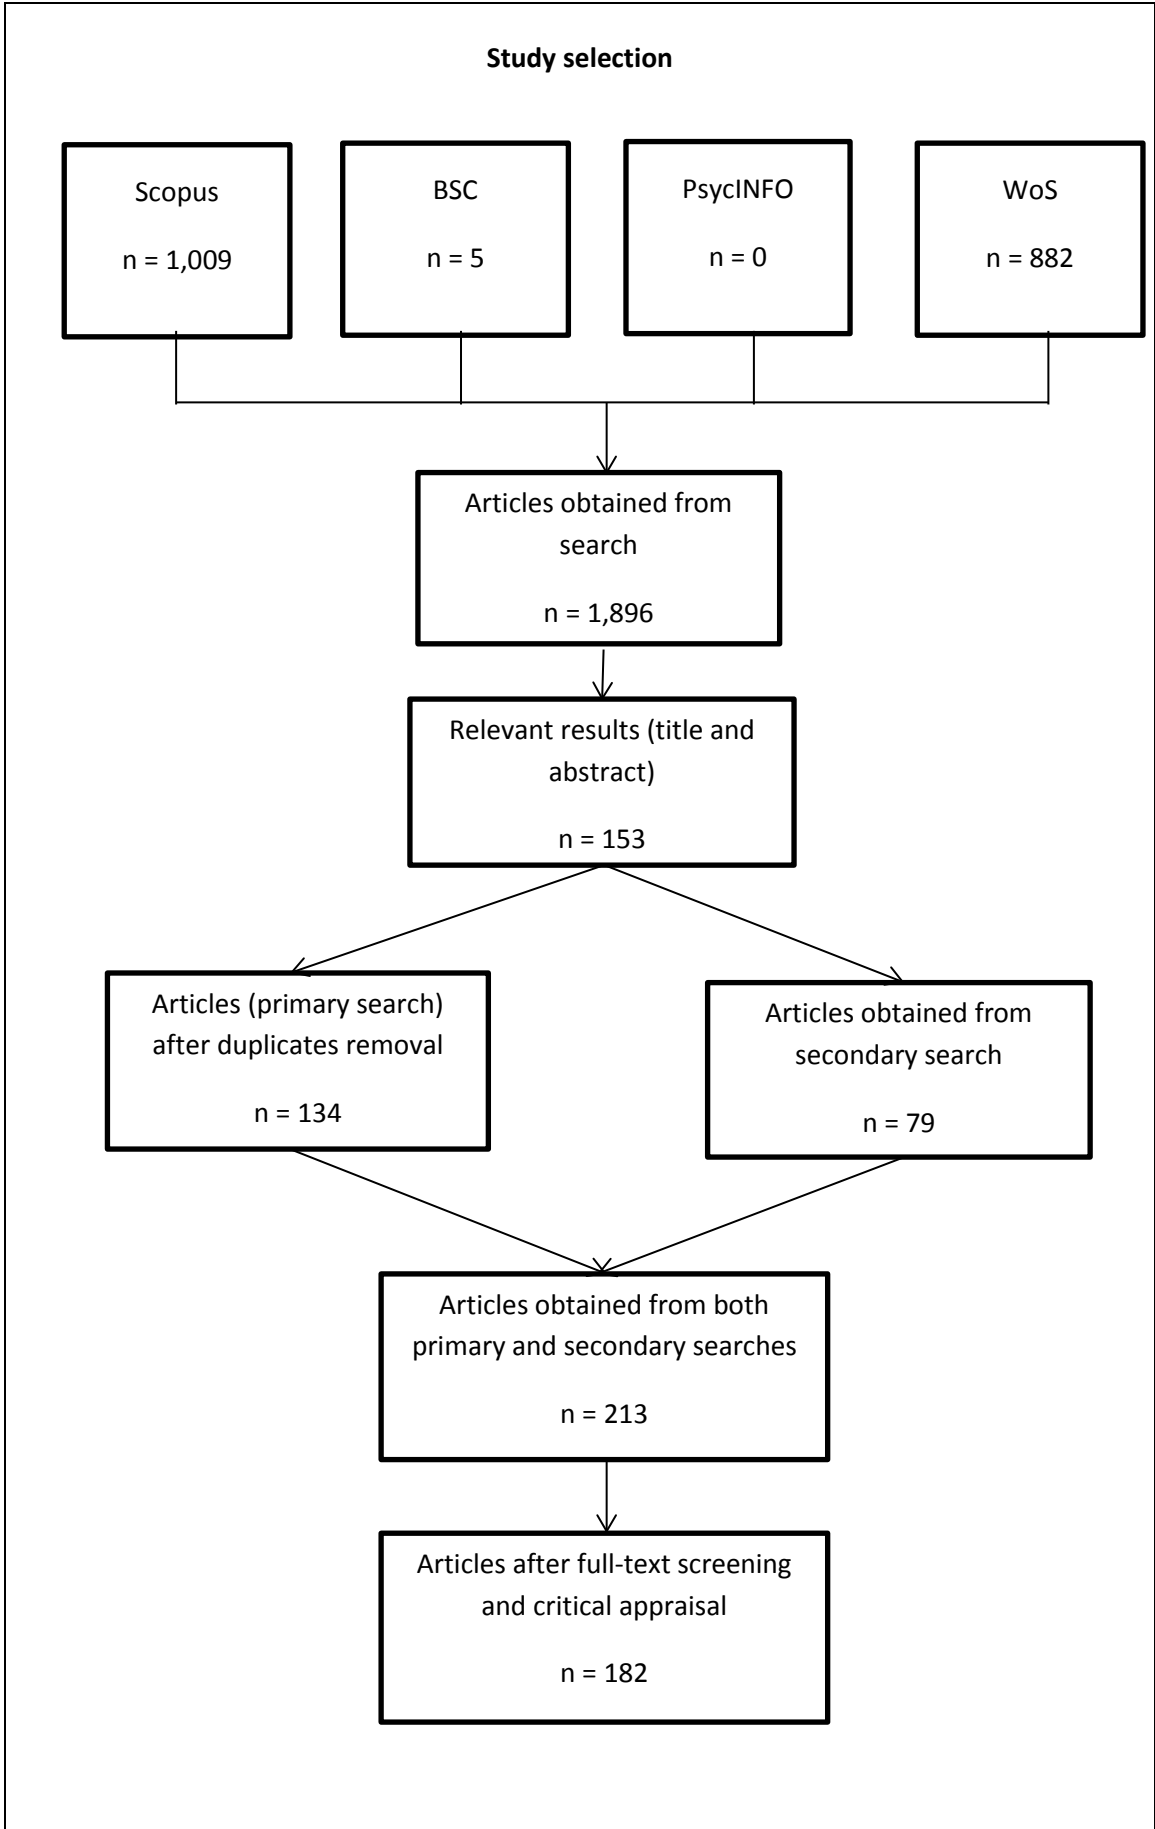 Study selection
Scopus
n = 1,009
BSC
n = 5
PsycINFO
n = 0
WoS
n = 882
Articles obtained from
search
n = 1,896
Relevant results (title and
abstract)
n = 153
Articles (primary search)
after duplicates removal
n = 134
Articles obtained from
secondary search
n = 79
Articles obtained from both
primary and secondary searches
n = 213
Articles after full-text screening
and critical appraisal
n = 182